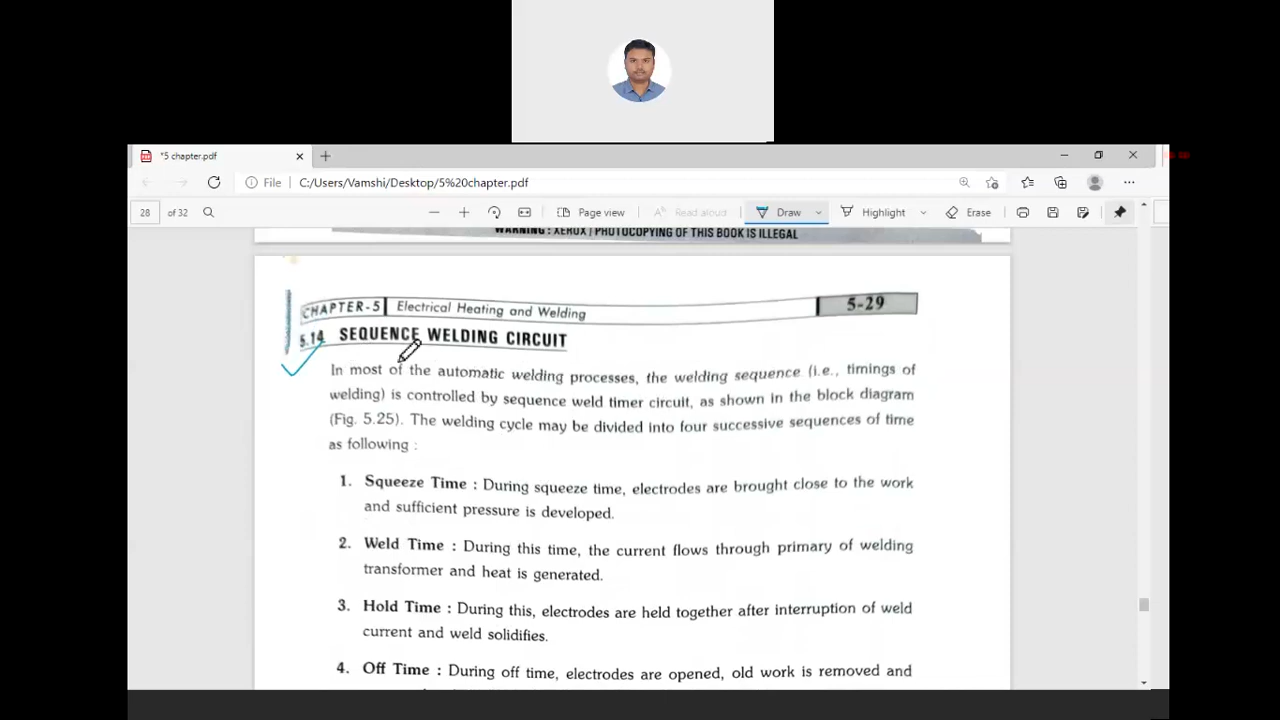 *5 chapter.pdf
File C:/Users/Vamshi/Desktop/5%20chapter.pdf
28 of 32 Page view Read aloud Draw Highlight Erase
WARNING : XEROX / PHOTOCOPYING OF THIS BOOK IS ILLEGAL
CHAPTER-5 Electrical Heating and Welding 5-29
5.14 SEQUENCE WELDING CIRCUIT
In most of the automatic welding processes, the welding sequence (i.e., timings of
welding) is controlled by sequence weld timer circuit, as shown in the block diagram
(Fig. 5.25). The welding cycle may be divided into four successive sequences of time
as following :
1. Squeeze Time : During squeeze time, electrodes are brought close to the work
and sufficient pressure is developed.
2. Weld Time : During this time, the current flows through primary of welding
transformer and heat is generated.
3. Hold Time : During this, electrodes are held together after interruption of weld
current and weld solidifies.
4. Off Time : During off time, electrodes are opened, old work is removed and